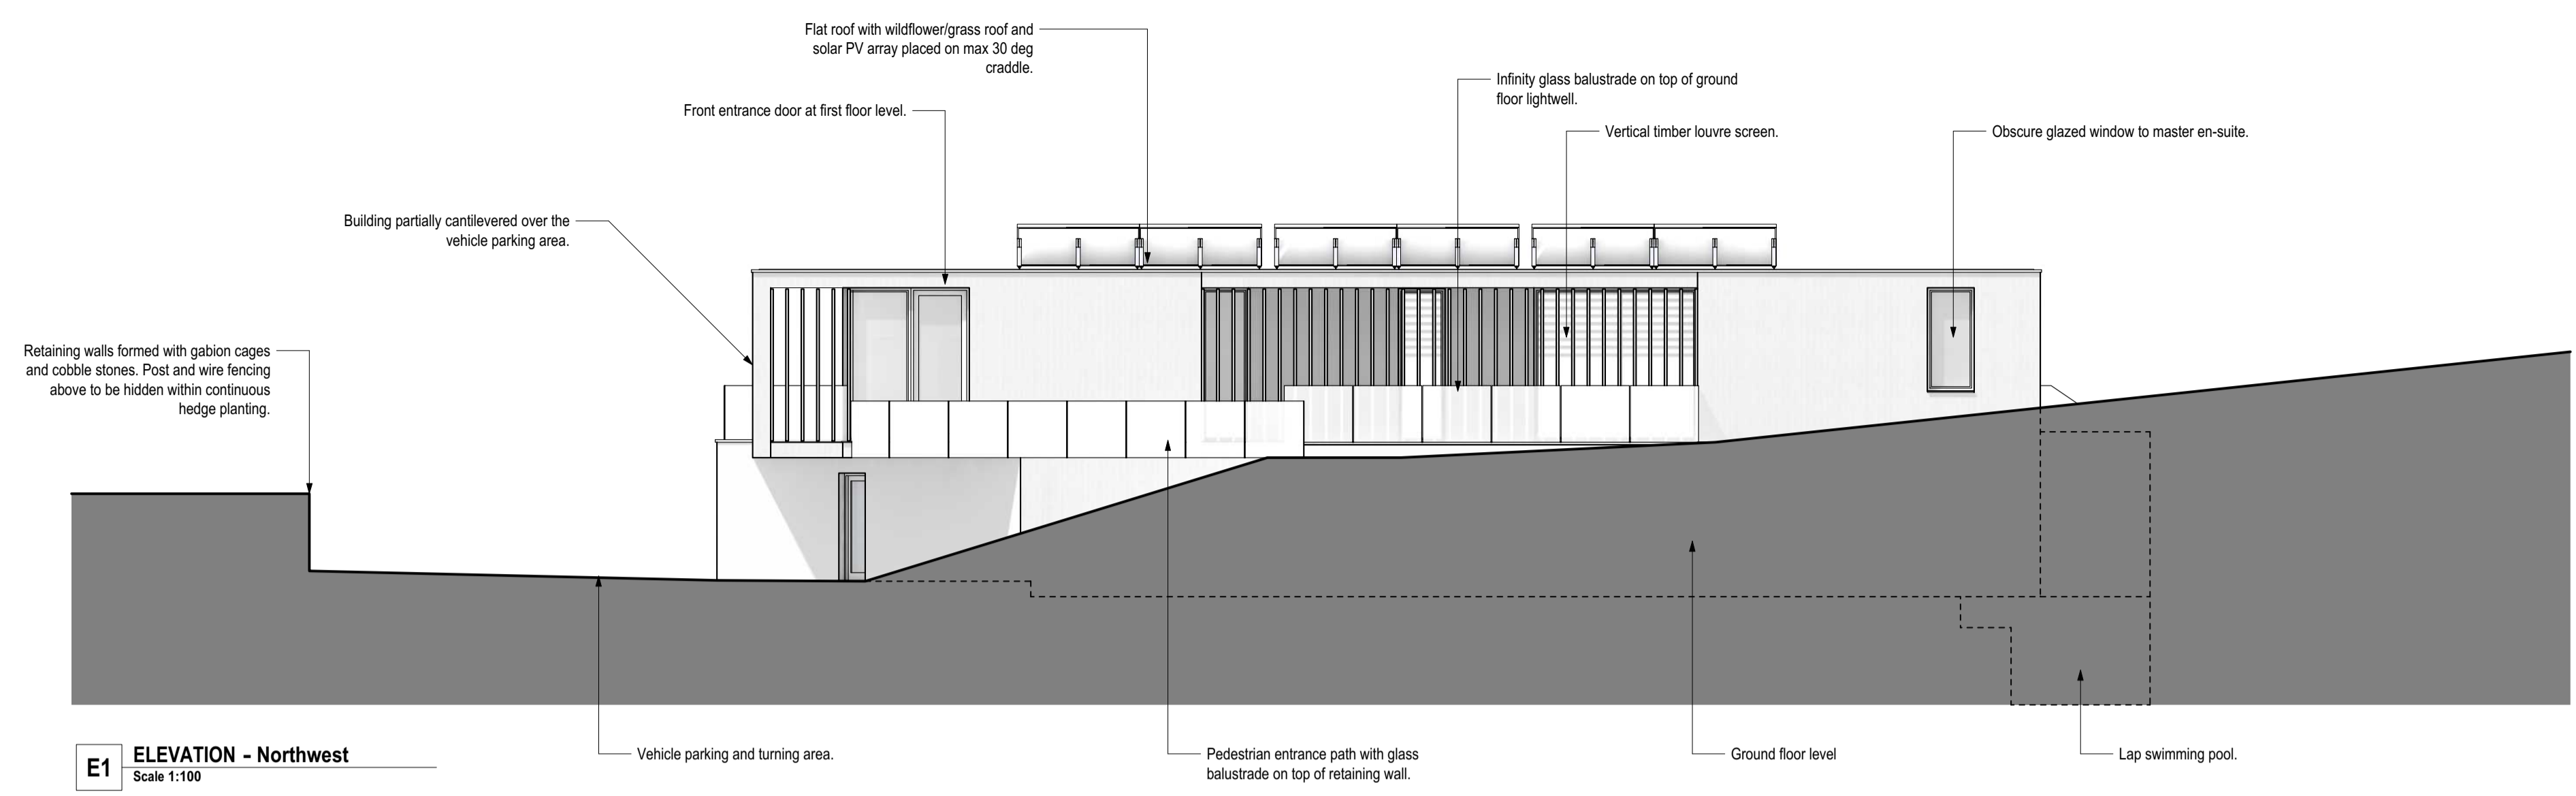 Flat roof with wildflower/grass roof and
solar PV array placed on max 30 deg
craddle.
Infinity glass balustrade on top of ground
floor lightwell.
Front entrance door at first floor level.
Vertical timber louvre screen.
Obscure glazed window to master en-suite.
Building partially cantilevered over the
vehicle parking area.
Retaining walls formed with gabion cages
and cobble stones. Post and wire fencing
above to be hidden within continuous
hedge planting.
E1
ELEVATION - Northwest
Scale 1:100
Vehicle parking and turning area.
Pedestrian entrance path with glass
balustrade on top of retaining wall.
Ground floor level
Lap swimming pool.